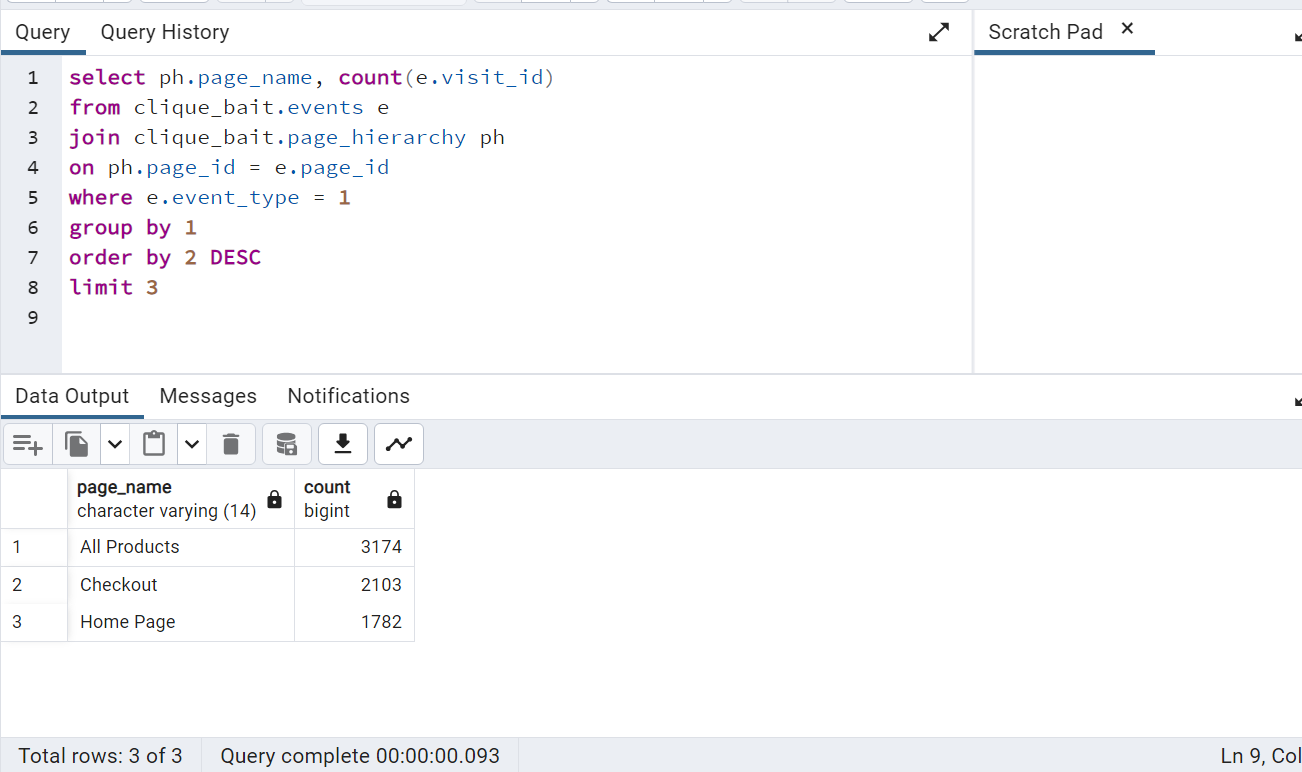 Query Query History Scratch Pad ×
1 select ph.page_name, count(e.visit_id)
2 from clique_bait.events e
3 join clique_bait.page_hierarchy ph
4 on ph.page_id = e.page_id
5 where e.event_type = 1
6 group by 1
7 order by 2 DESC
8 limit 3
9
Data Output Messages Notifications
page_name count
character varying (14) bigint
1 All Products 3174
2 Checkout 2103
3 Home Page 1782
Total rows: 3 of 3 Query complete 00:00:00.093 Ln 9, Col